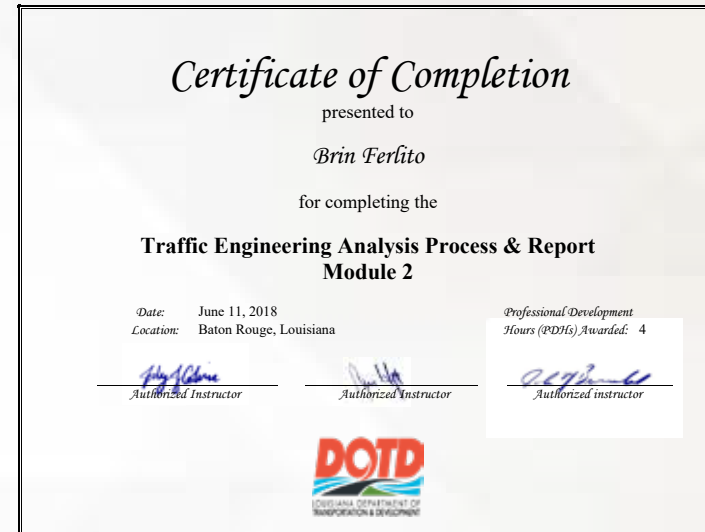 Certificate of Completion
presented to
Brin Ferlito
for completing the
Traffic Engineering Analysis Process & Report
Module 2
Date: June 11, 2018
Location: Baton Rouge, Louisiana
Professional Development
Hours (PDHs) Awarded: 4
Authorized Instructor
Authorized Instructor
Authorized instructor
DOTD
LOUISIANA DEPARTMENT OF
TRANSPORTATION & DEVELOPMENT